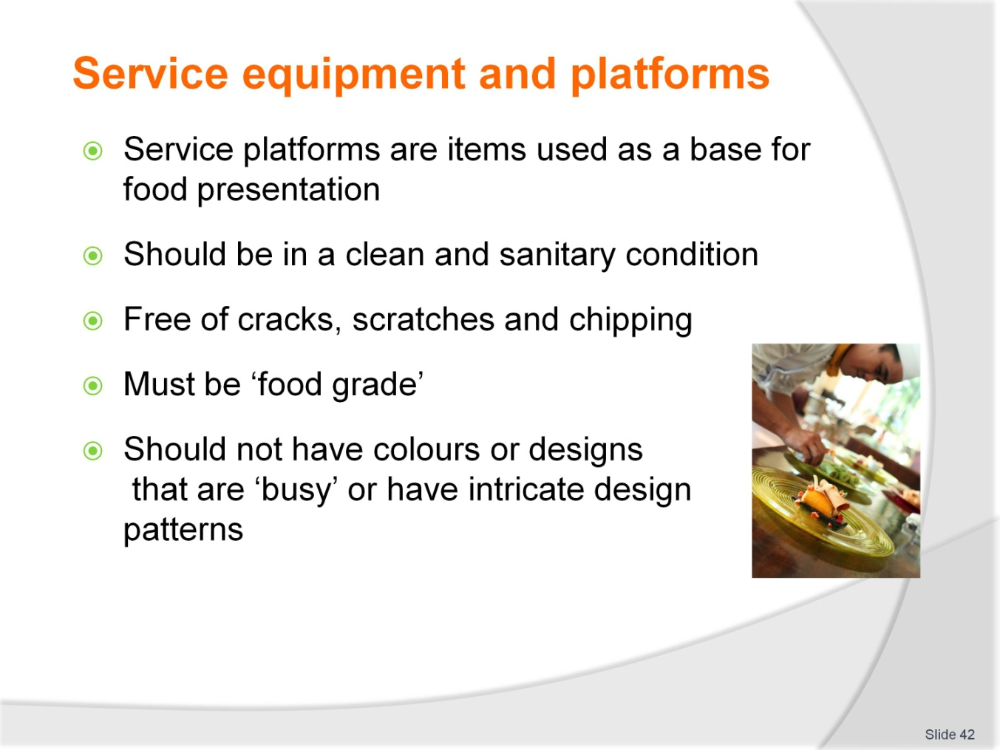 Service equipment and platforms
Service platforms are items used as a base for
food presentation
Should be in a clean and sanitary condition
Free of cracks, scratches and chipping
Must be ‘food grade’
Should not have colours or designs
that are ‘busy’ or have intricate design
patterns
Slide 42